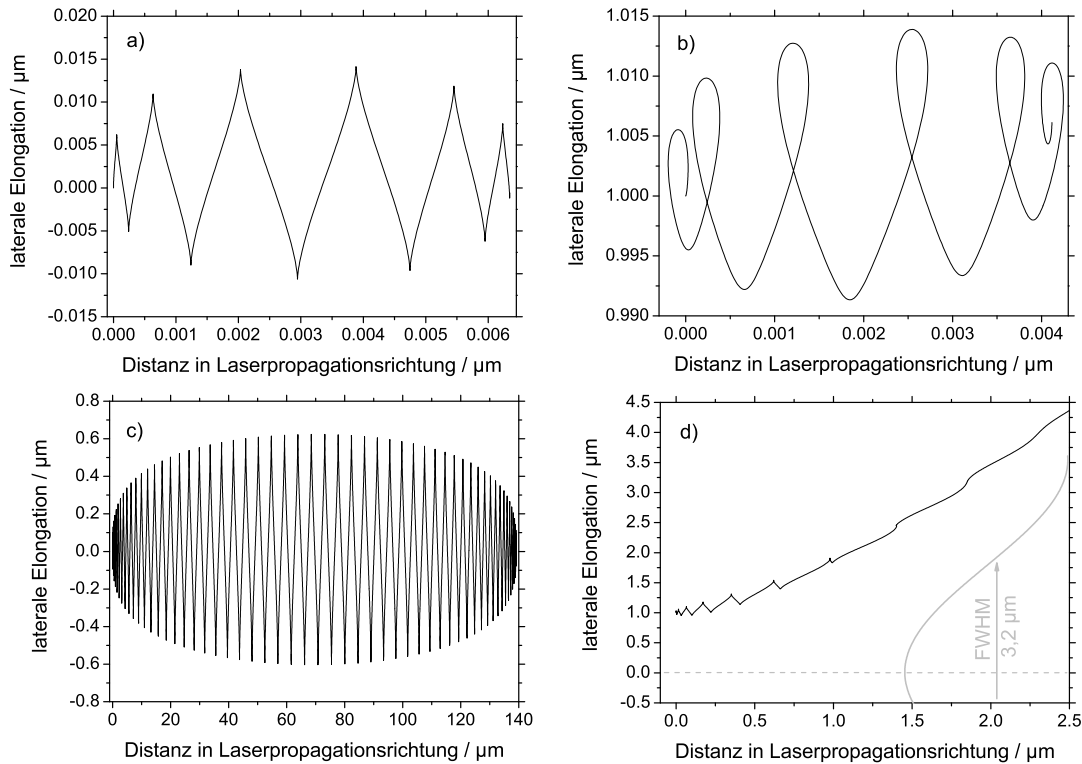 a)
laterale Elongation / µm
0.020
0.015
0.010
0.005
0.000
-0.005
-0.010
-0.015
0.000 0.001 0.002 0.003 0.004 0.005 0.006
Distanz in Laserpropagationsrichtung / µm
b)
laterale Elongation / µm
1.015
1.010
1.005
1.000
0.995
0.990
0.000 0.001 0.002 0.003 0.004
Distanz in Laserpropagationsrichtung / µm
c)
laterale Elongation / µm
0.8
0.6
0.4
0.2
0.0
-0.2
-0.4
-0.6
-0.8
0 20 40 60 80 100 120 140
Distanz in Laserpropagationsrichtung / µm
d)
laterale Elongation / µm
4.5
4.0
3.5
3.0
2.5
2.0
1.5
1.0
0.5
0.0
-0.5
FWHM
3,2 µm
0.0 0.5 1.0 1.5 2.0 2.5
Distanz in Laserpropagationsrichtung / µm